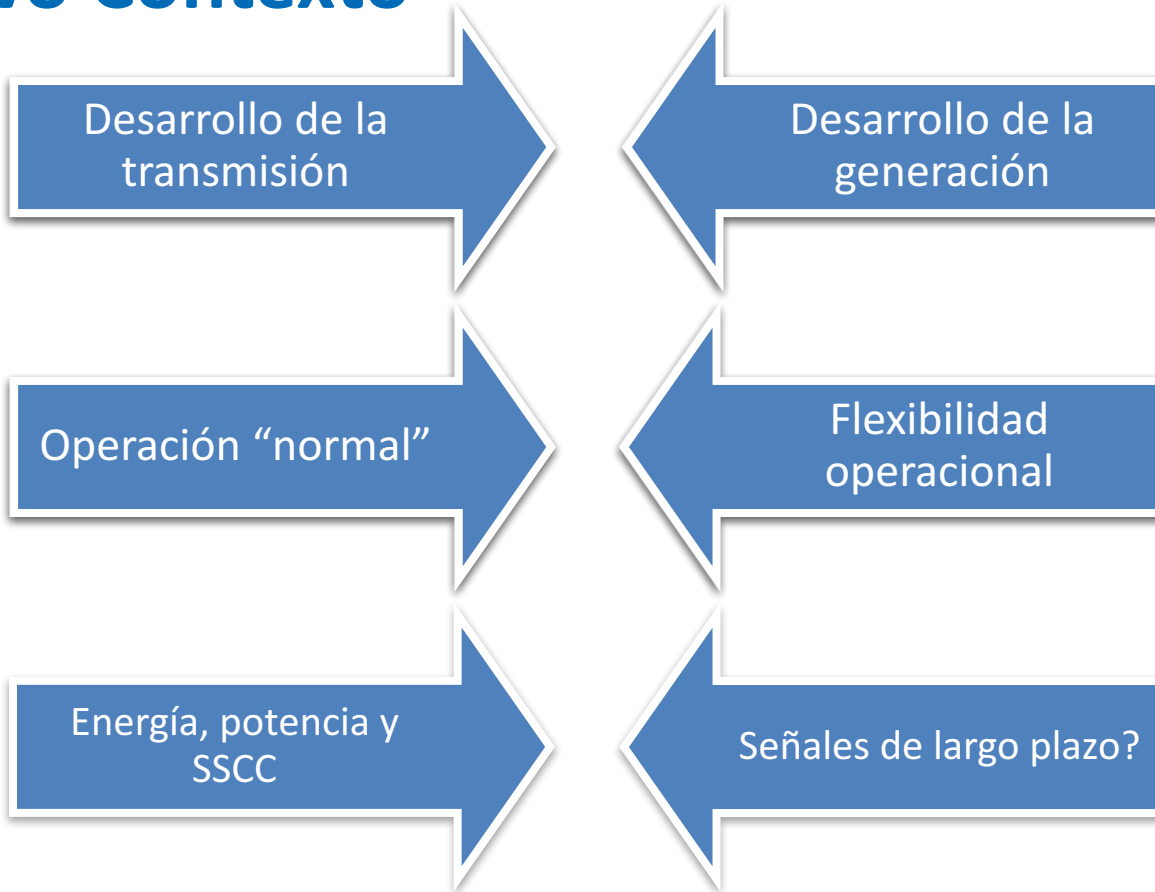 Contexto
Desarrollo de la
transmisión
Desarrollo de la
generación
Operación “normal”
Flexibilidad
operacional
Energía, potencia y
SSCC
Señales de largo plazo?